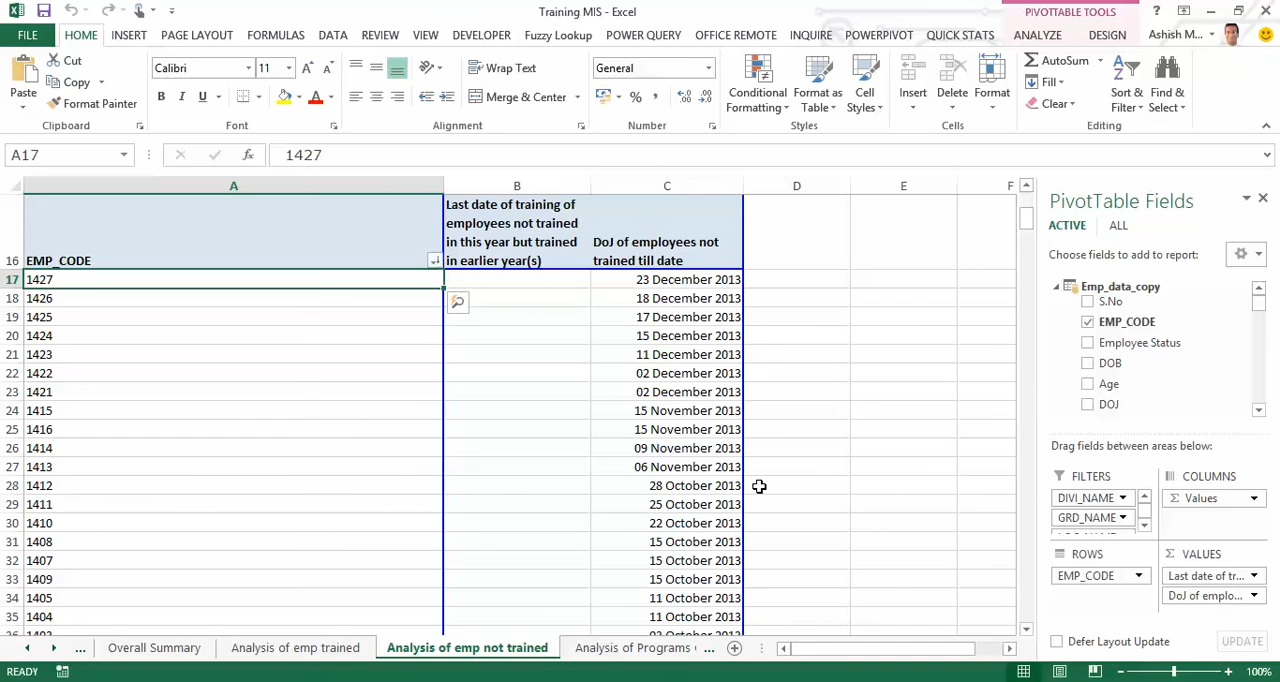 Training MIS - Excel
PIVOTTABLE TOOLS
FILE HOME INSERT PAGE LAYOUT FORMULAS DATA REVIEW VIEW DEVELOPER Fuzzy Lookup POWER QUERY OFFICE REMOTE INQUIRE POWERPIVOT QUICK STATS ANALYZE DESIGN Ashish M...
Paste
Cut
Copy
Format Painter
Clipboard
Calibri 11
B I U
Font
Wrap Text
Merge & Center
Alignment
General
%
Number
Conditional Formatting
Format as Table
Cell Styles
Styles
Insert Delete Format
Cells
AutoSum
Fill
Clear
Sort & Filter
Find & Select
Editing
A17
fx
1427
A B C D E F
16 EMP_CODE
Last date of training of
employees not trained
in this year but trained
in earlier year(s)
DoJ of employees not
trained till date
17 1427 23 December 2013
18 1426 18 December 2013
19 1425 17 December 2013
20 1424 15 December 2013
21 1423 11 December 2013
22 1422 02 December 2013
23 1421 02 December 2013
24 1415 15 November 2013
25 1416 15 November 2013
26 1414 09 November 2013
27 1413 06 November 2013
28 1412 28 October 2013
29 1411 25 October 2013
30 1410 22 October 2013
31 1408 15 October 2013
32 1407 15 October 2013
33 1409 15 October 2013
34 1405 11 October 2013
35 1404 11 October 2013
PivotTable Fields
ACTIVE ALL
Choose fields to add to report:
Emp_data_copy
S.No
EMP_CODE
Employee Status
DOB
Age
DOJ
Drag fields between areas below:
FILTERS
DIVI_NAME
GRD_NAME
COLUMNS
Σ Values
ROWS
EMP_CODE
Σ VALUES
Last date of tr...
DoJ of emplo...
Defer Layout Update
UPDATE
... Overall Summary Analysis of emp trained Analysis of emp not trained Analysis of Programs ...
READY
100%